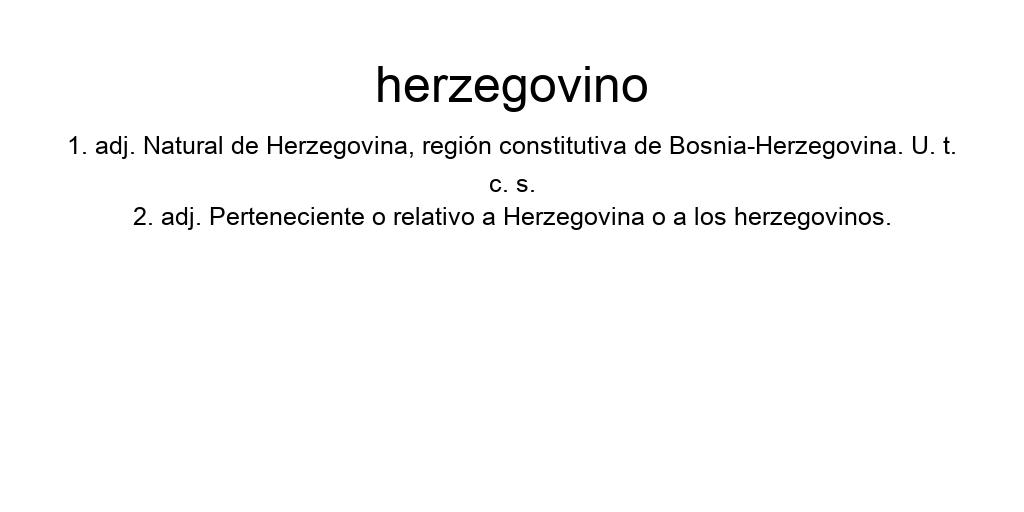 herzegovino
1. adj. Natural de Herzegovina, región constitutiva de Bosnia-Herzegovina. U. t.
c. s.
2. adj. Perteneciente o relativo a Herzegovina o a los herzegovinos.